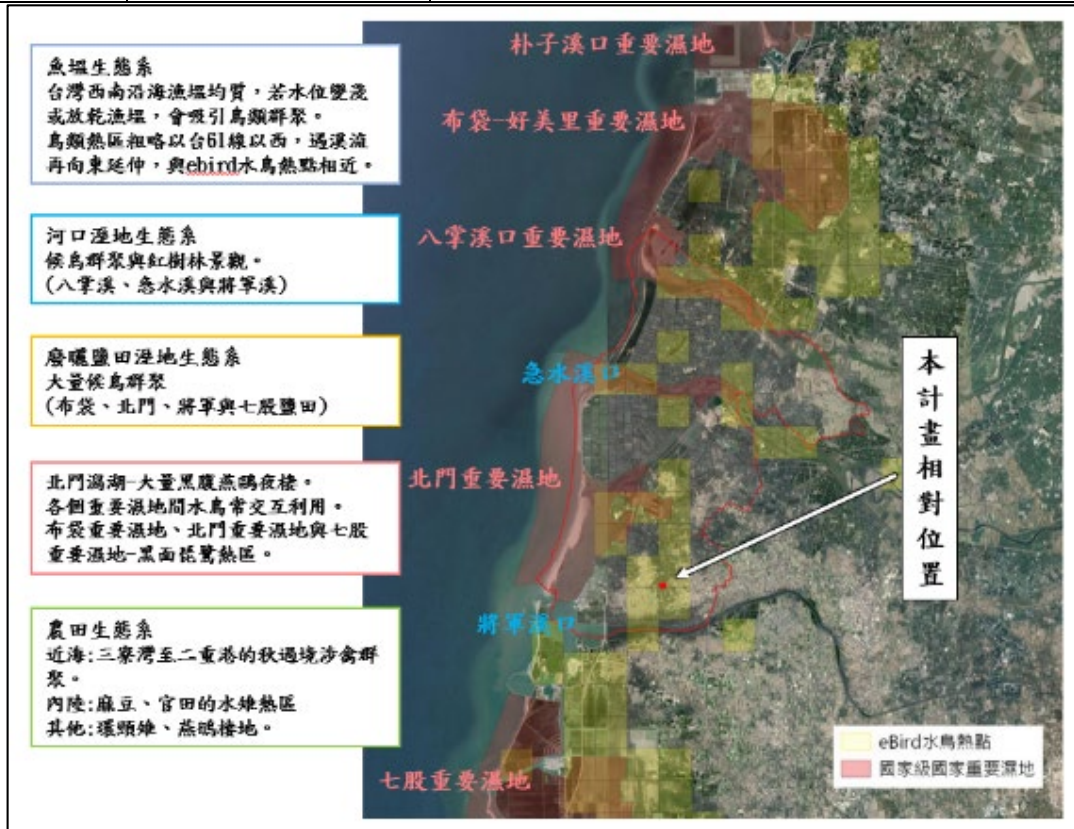 魚塭生態系
台灣西南沿海漁塭均質，若水位變淺
或放乾漁塭，會吸引鳥類群聚。
鳥類熱區粗略以台61線以西，過溪流
再向東延伸，與ebird水鳥熱點相近。
河口溼地生態系
候鳥群聚與紅樹林景觀。
(八掌溪、急水溪與將軍溪)
廢曬鹽田溼地生態系
大量候鳥群聚
(布袋、北門、將軍與七股鹽田)
北門潟湖-大量黑腹燕鷗夜棲。
各個重要濕地間水鳥常交互利用。
布袋重要濕地、北門重要濕地與七股
重要濕地-黑面琵鷺熱區。
農田生態系
近海:三寮灣至二重港的秋過境涉禽群
聚。
內陸:麻豆、官田的水雉熱區
其他:環頸雉、燕鴴棲地。
朴子溪口重要濕地
布袋-好美里重要濕地
八掌溪口重要濕地
急水溪口
北門重要濕地
將軍溪口
七股重要濕地
本計畫相對位置
eBird水鳥熱點
國家級國家重要濕地